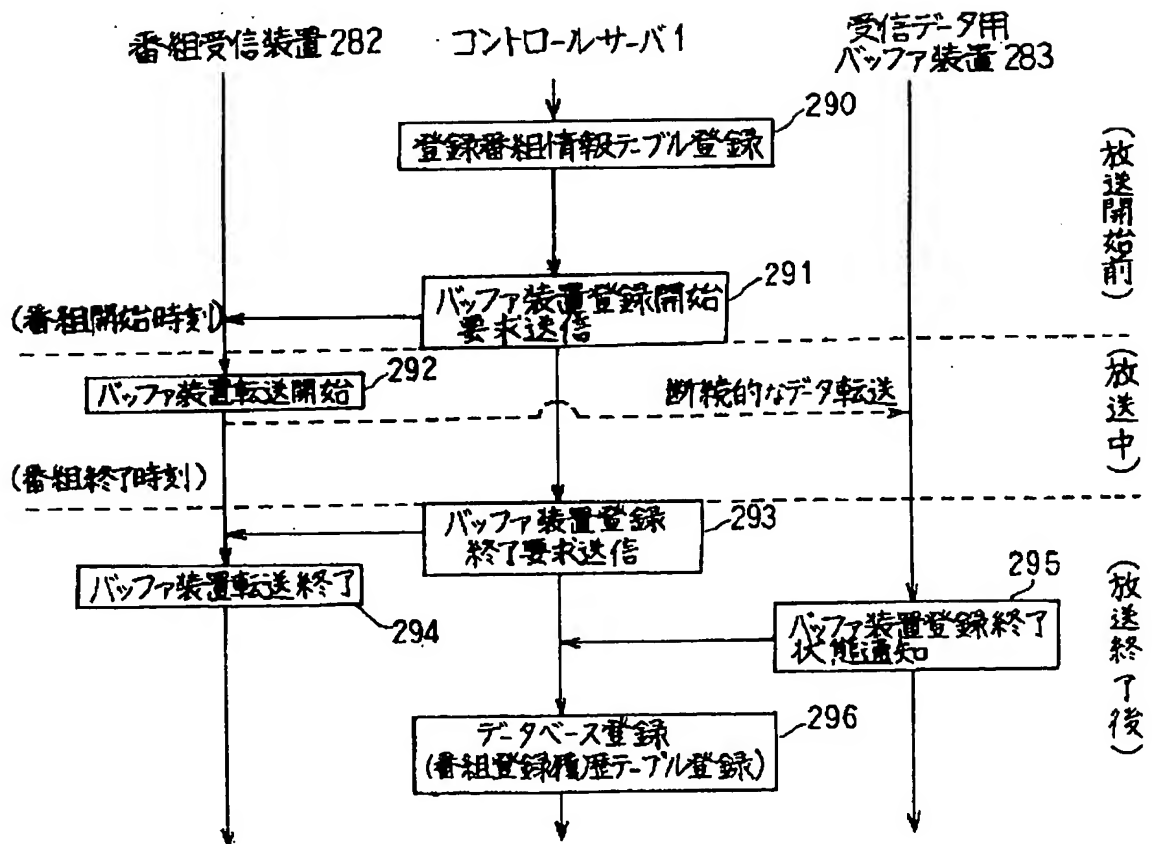 番組受信装置282
コントロールサーバ1
受信データ用
バッファ装置283
290
登録番組情報テーブル登録
(放送開始前)
291
バッファ装置登録開始
要求送信
(番組開始時刻)
292
バッファ装置転送開始
断続的なデータ転送
(放送中)
(番組終了時刻)
バッファ装置登録
終了要求送信
293
バッファ装置転送終了
294
295
バッファ装置登録終了
状態通知
(放送終了後)
データベース登録
(番組登録履歴テーブル登録)
296